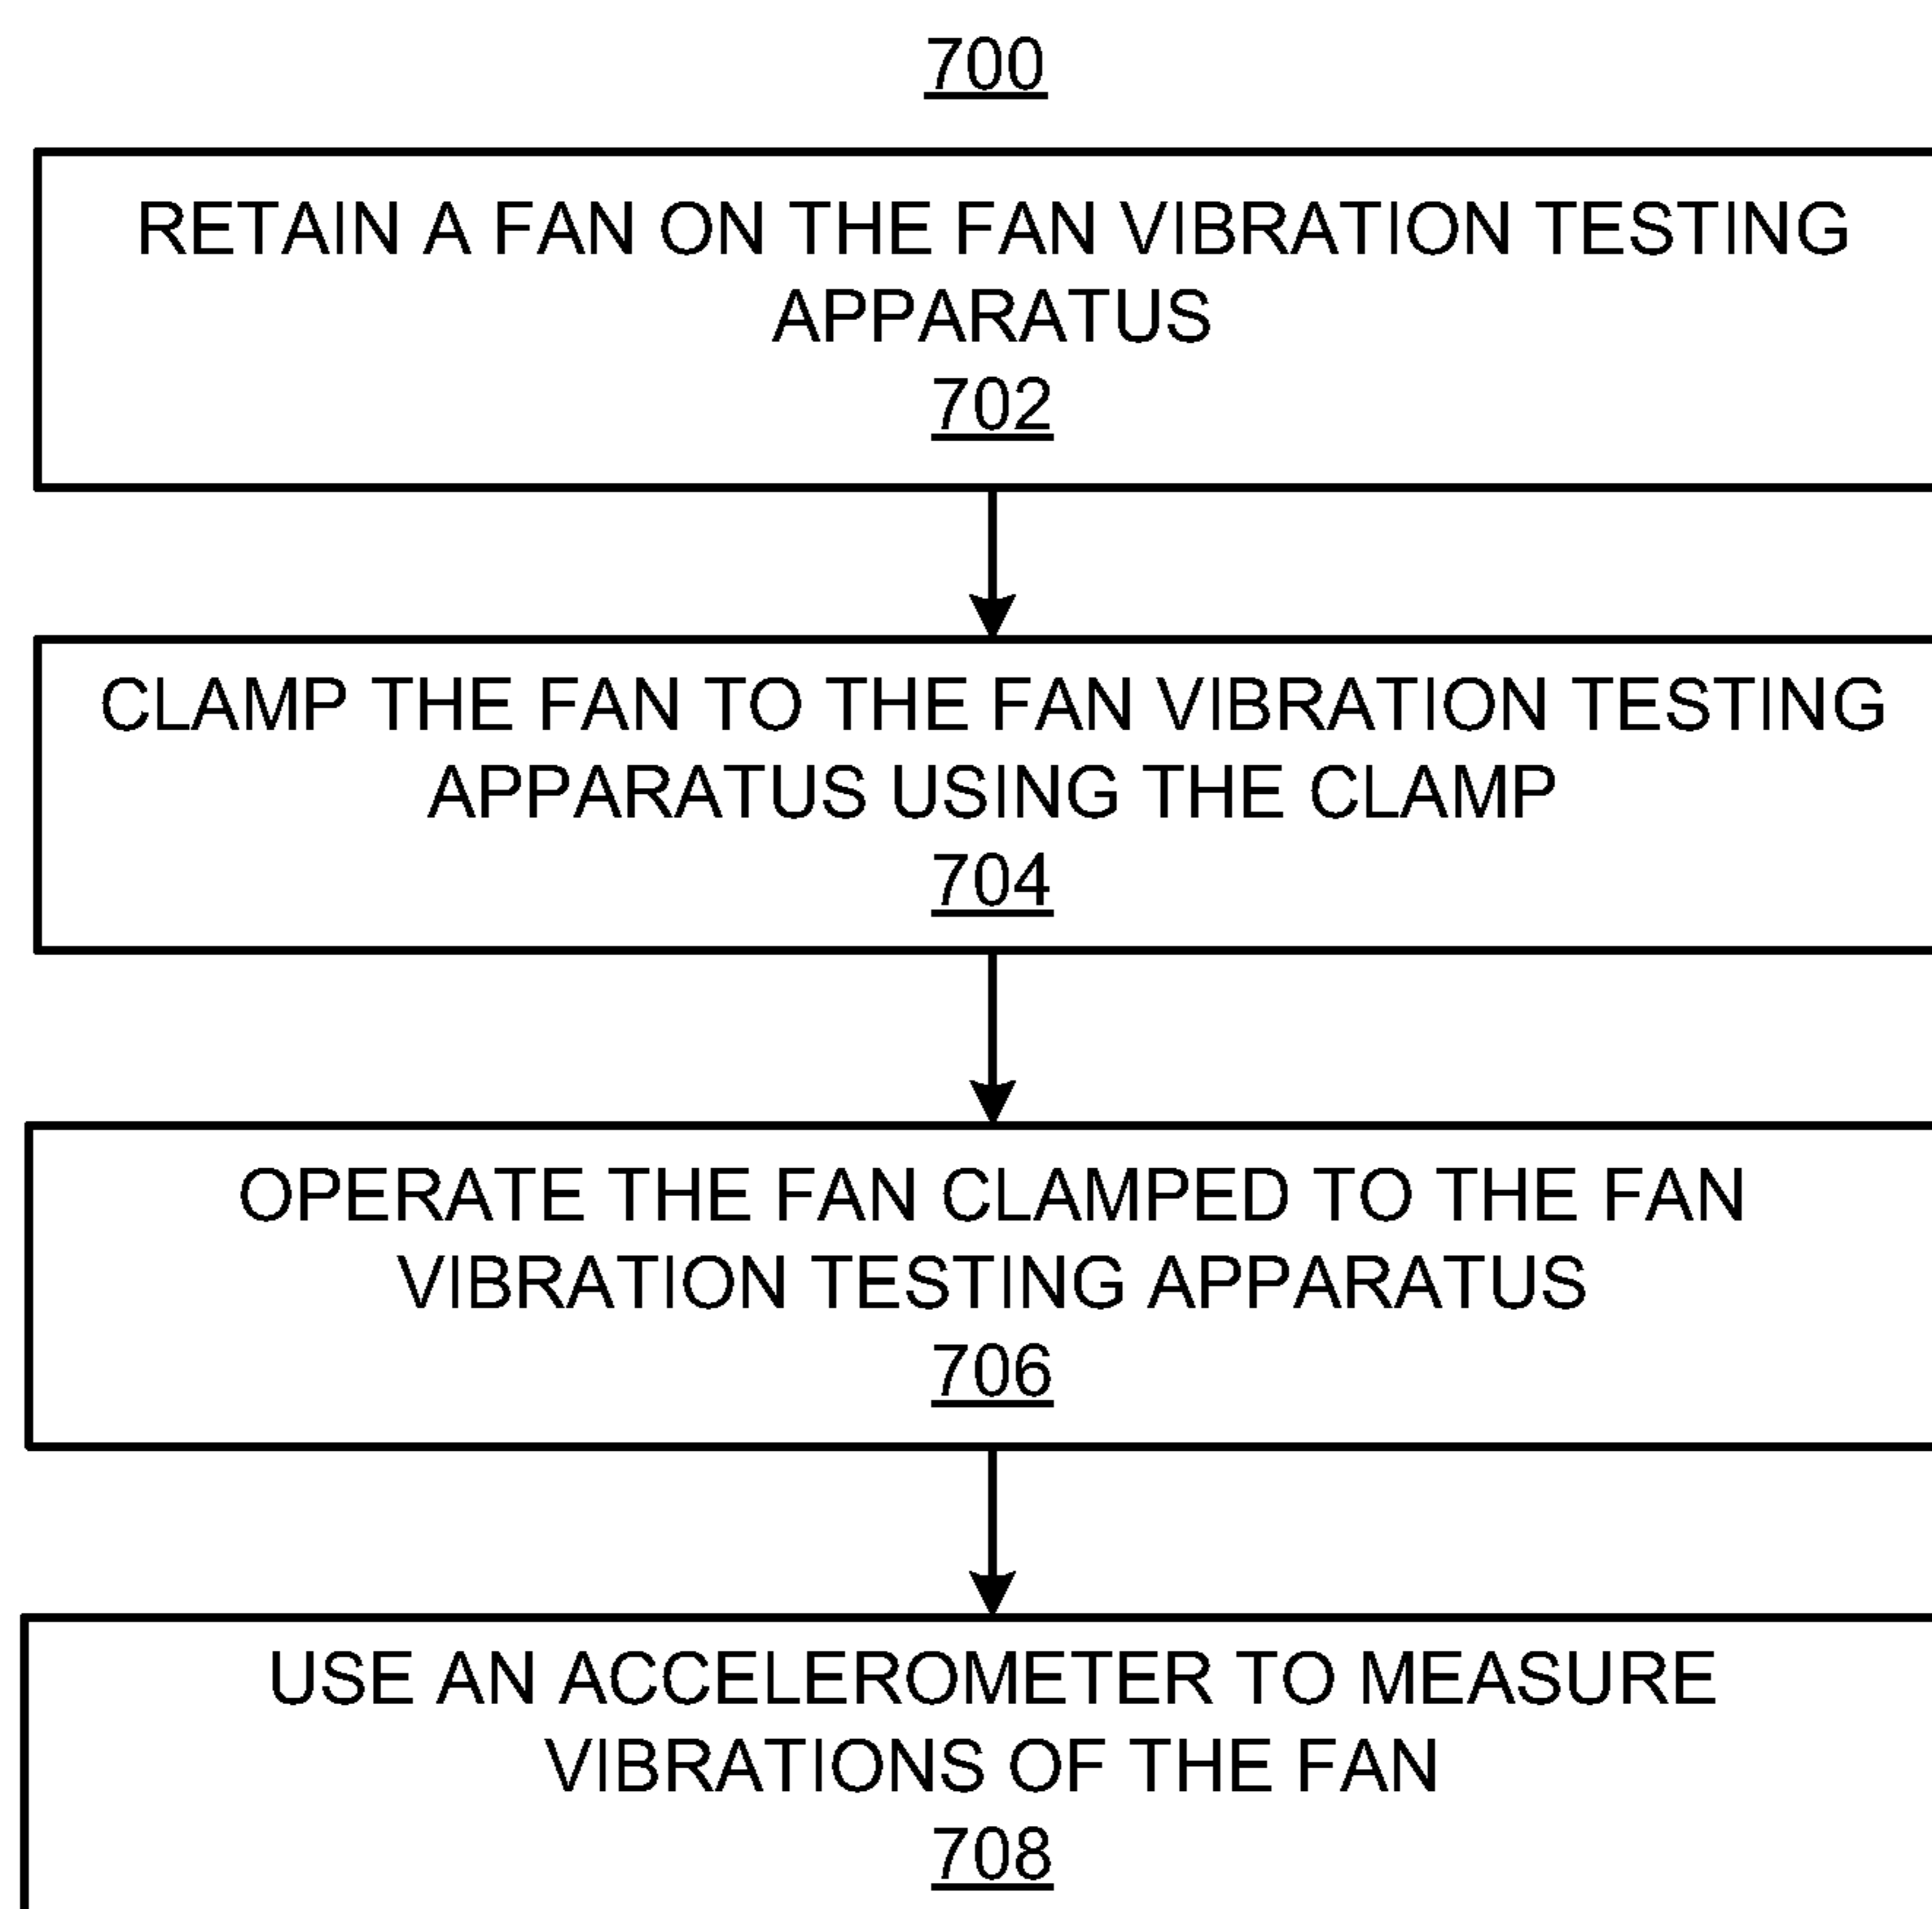 700
RETAIN A FAN ON THE FAN VIBRATION TESTING
APPARATUS
702
CLAMP THE FAN TO THE FAN VIBRATION TESTING
APPARATUS USING THE CLAMP
704
OPERATE THE FAN CLAMPED TO THE FAN
VIBRATION TESTING APPARATUS
706
USE AN ACCELEROMETER TO MEASURE
VIBRATIONS OF THE FAN
708